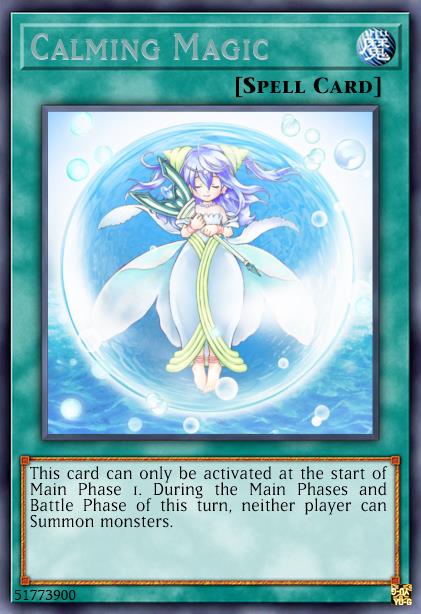 Calming Magic
魔
[Spell Card]
This card can only be activated at the start of
Main Phase 1. During the Main Phases and
Battle Phase of this turn, neither player can
Summon monsters.
51773900